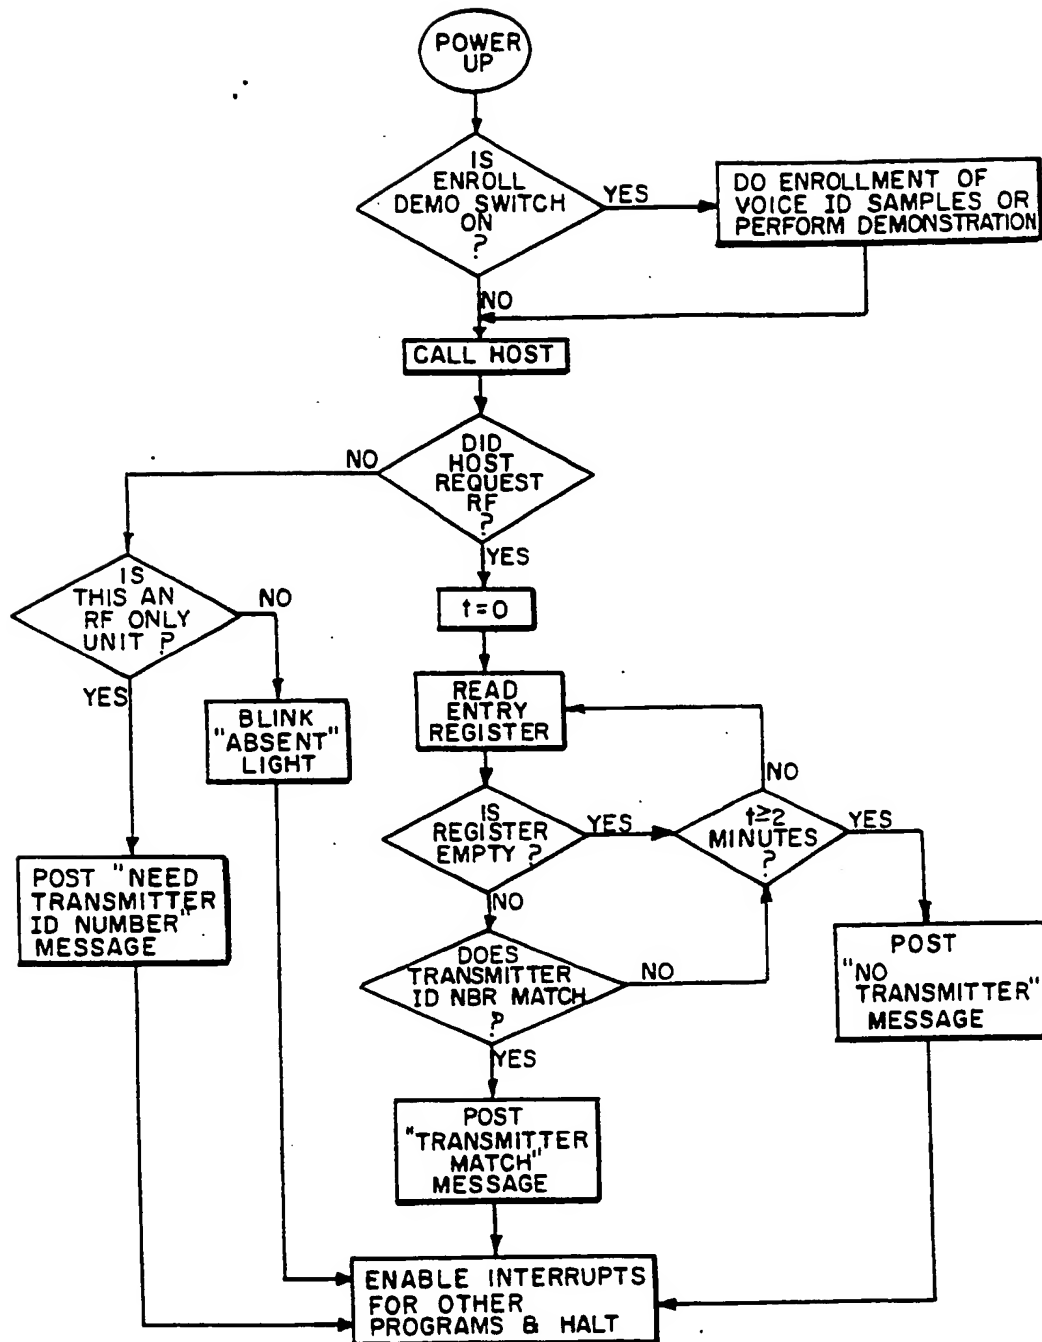 POWER
UP
IS
ENROLL
DEMO SWITCH
ON
?
YES
DO ENROLLMENT OF
VOICE ID SAMPLES OR
PERFORM DEMONSTRATION
NO
CALL HOST
DID
HOST
REQUEST
RF
?
NO
YES
IS
THIS AN
RF ONLY
UNIT ?
NO
YES
t=0
BLINK
"ABSENT"
LIGHT
READ
ENTRY
REGISTER
IS
REGISTER
EMPTY ?
YES
NO
t≥2
MINUTES
?
NO
YES
POST "NEED
TRANSMITTER
ID NUMBER"
MESSAGE
DOES
TRANSMITTER
ID NBR MATCH
?
NO
YES
POST
"NO
TRANSMITTER"
MESSAGE
POST
"TRANSMITTER
MATCH"
MESSAGE
ENABLE INTERRUPTS
FOR OTHER
PROGRAMS & HALT